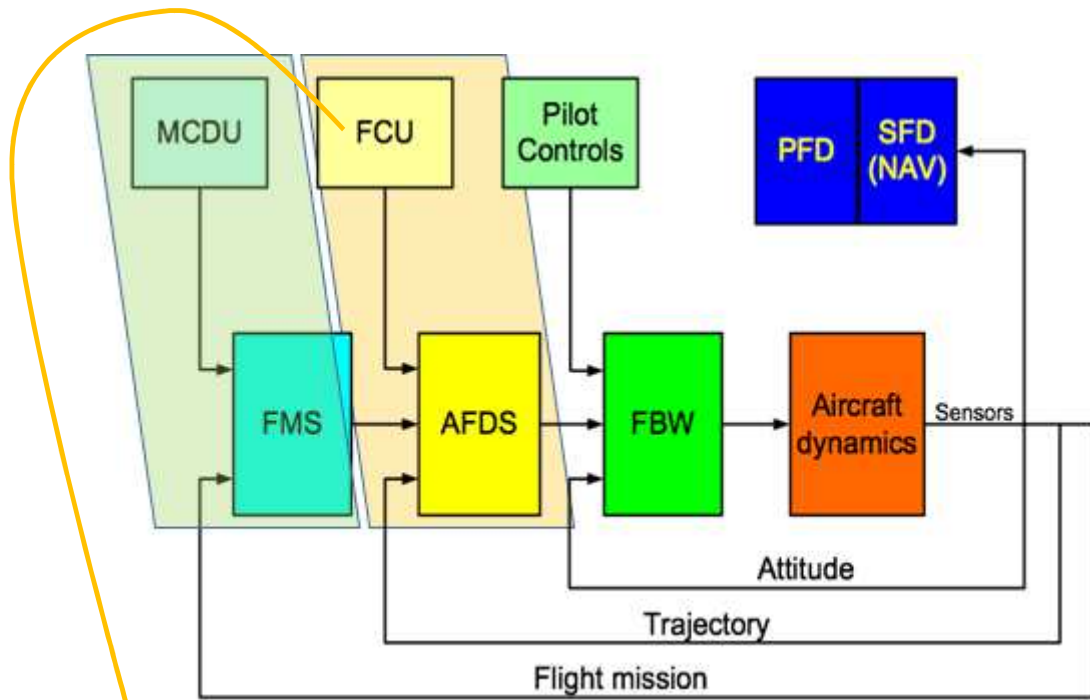 MCDU
FCU
Pilot
Controls
PFD
SFD
(NAV)
FMS
AFDS
FBW
Aircraft
dynamics
Sensors
Attitude
Trajectory
Flight mission